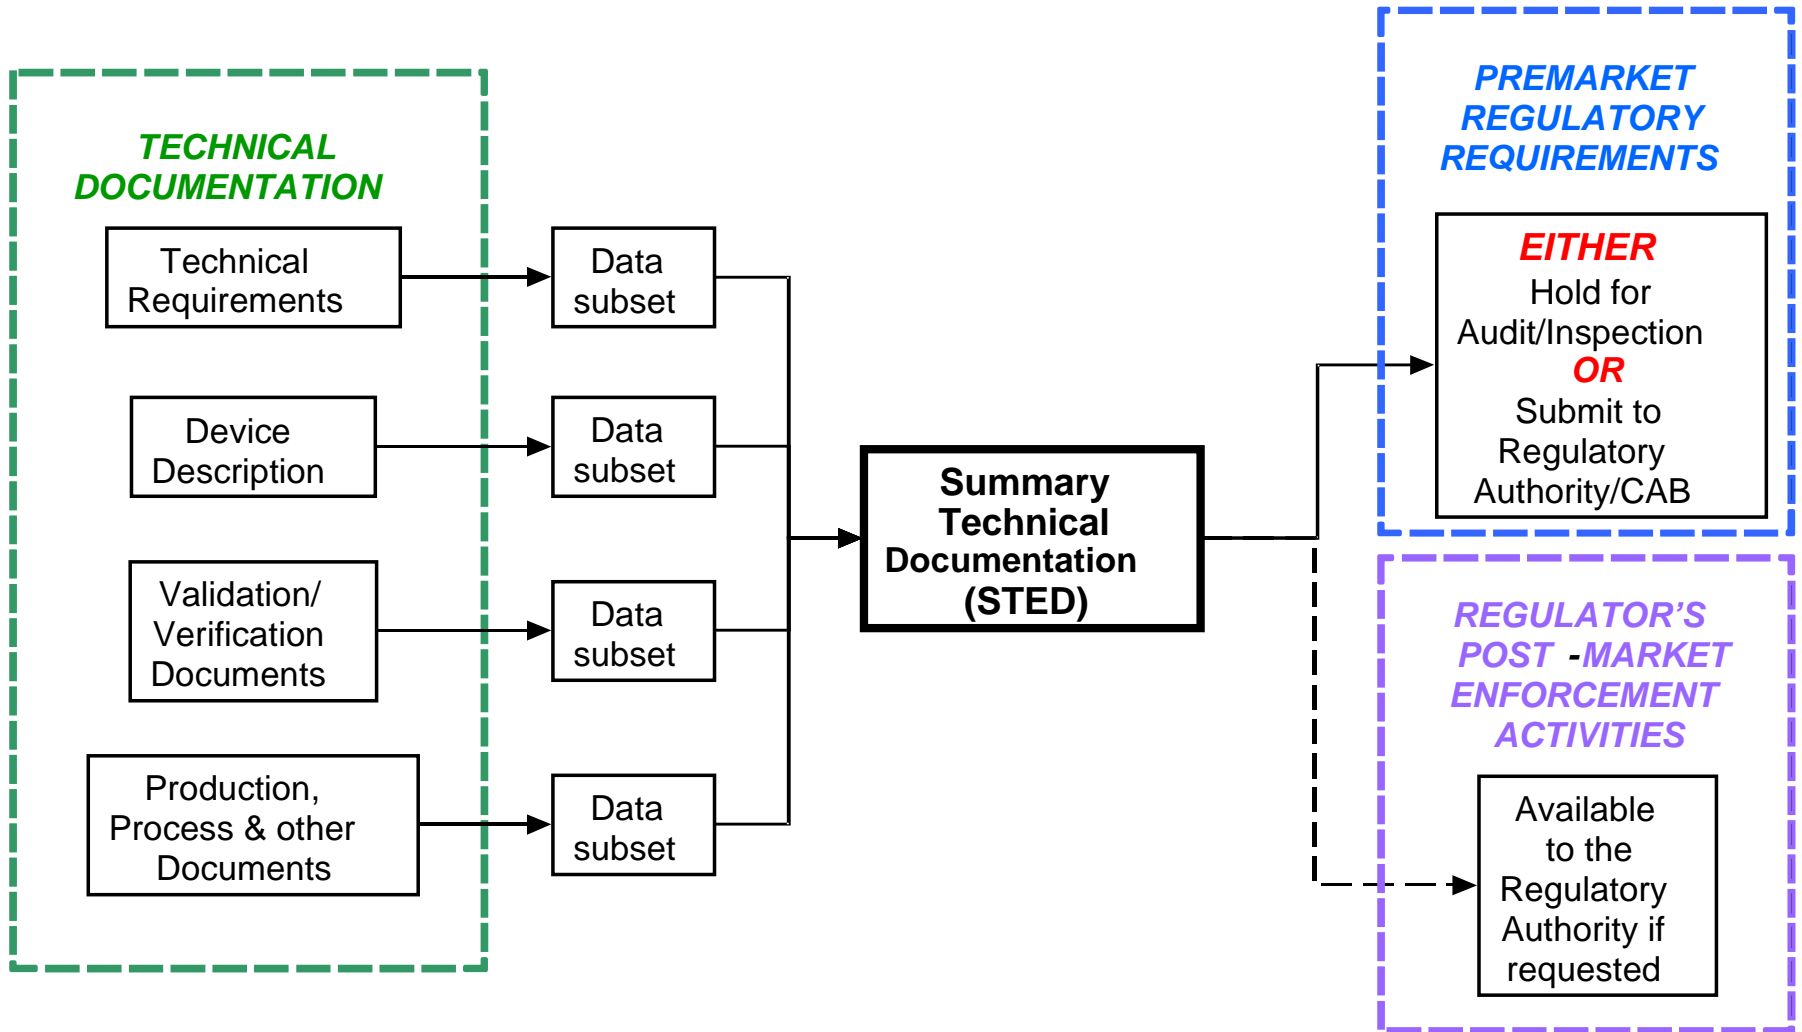 TECHNICAL
DOCUMENTATION
Technical
Requirements
Device
Description
Validation/
Verification
Documents
Production,
Process & other
Documents
Data
subset
Data
subset
Data
subset
Data
subset
Summary
Technical
Documentation
(STED)
PREMARKET
REGULATORY
REQUIREMENTS
EITHER
Hold for
Audit/Inspection
OR
Submit to
Regulatory
Authority/CAB
REGULATOR’S
POST -MARKET
ENFORCEMENT
ACTIVITIES
Available
to the
Regulatory
Authority if
requested